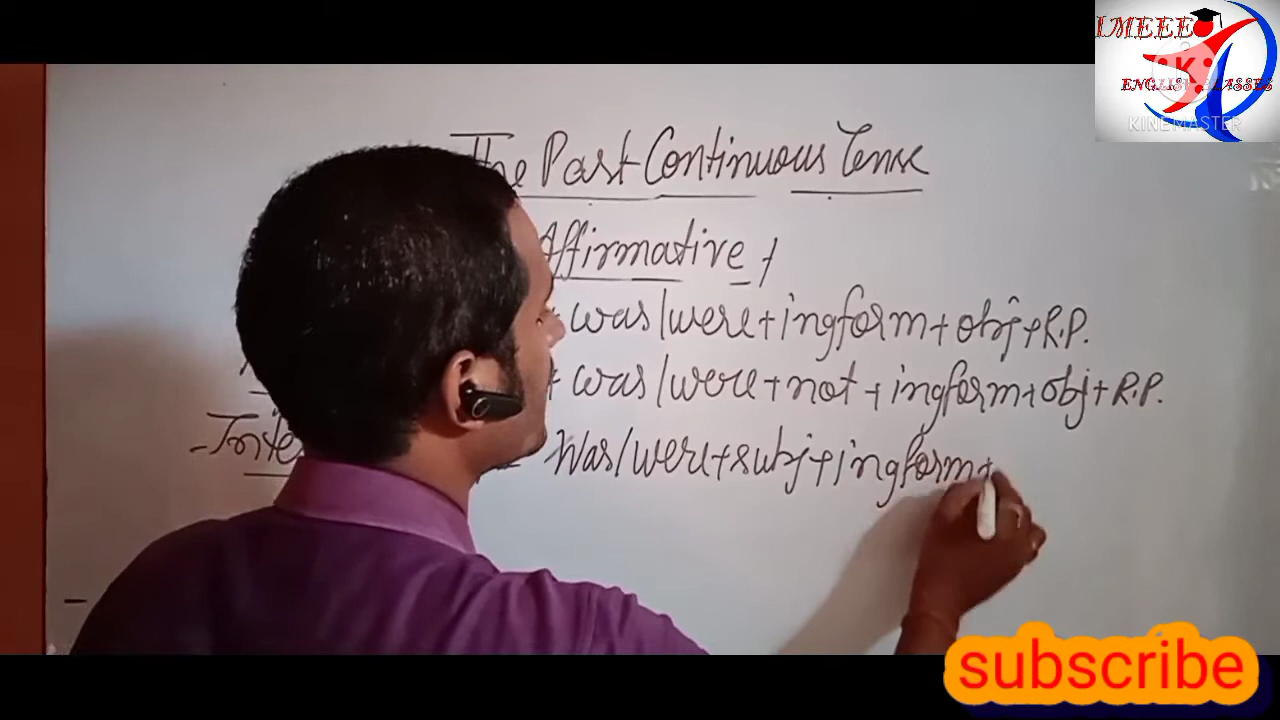 IMEEE
ENGLISH CLASSES
KINEMASTER
The Past Continuous Tense
Affirmative
+ was/were+ingform+obj+R.P.
+ was/were+not+ingform+obj+R.P.
Was/were+subj+ingform+
subscribe